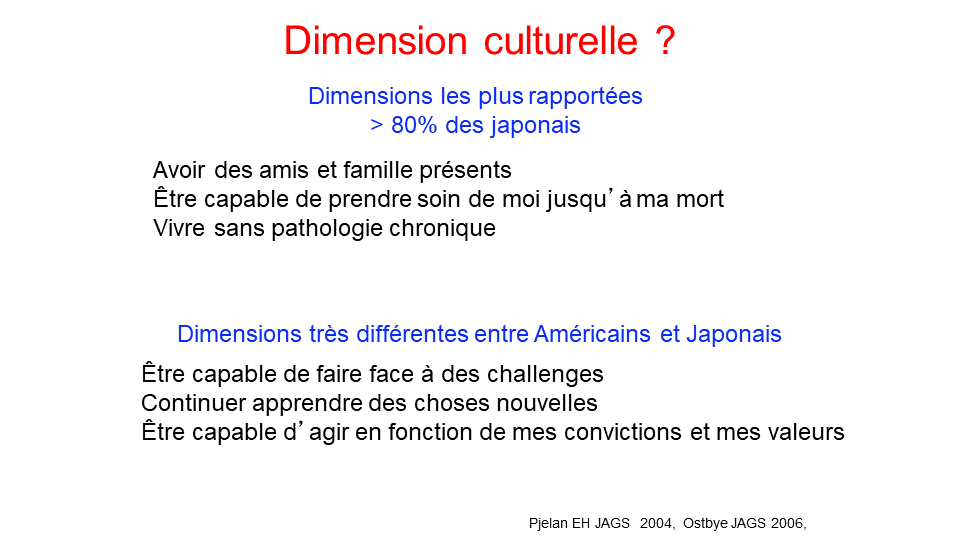 Dimension culturelle ?
Dimensions les plus rapportées
> 80% des japonais
Avoir des amis et famille présents
Être capable de prendre soin de moi jusqu’à ma mort
Vivre sans pathologie chronique
Dimensions très différentes entre Américains et Japonais
Être capable de faire face à des challenges
Continuer apprendre des choses nouvelles
Être capable d’agir en fonction de mes convictions et mes valeurs
Pjelan EH JAGS 2004, Ostbye JAGS 2006,